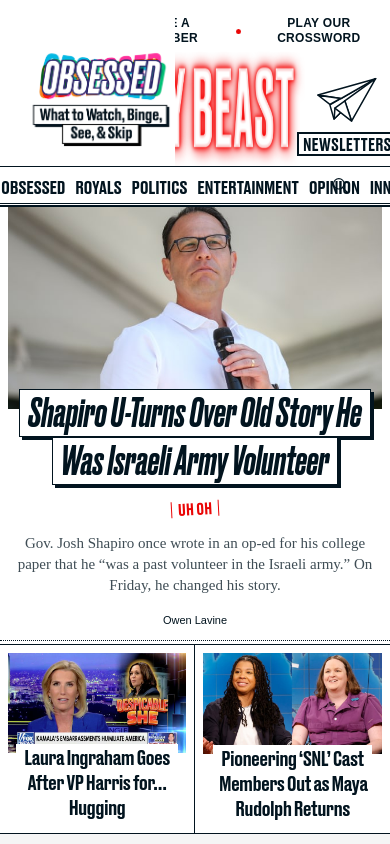 E A
BER
PLAY OUR
CROSSWORD
OBSESSED
What to Watch, Binge,
See, & Skip
Y BEAST
NEWSLETTERS
OBSESSED ROYALS POLITICS ENTERTAINMENT OPINION INN
Shapiro U-Turns Over Old Story He
Was Israeli Army Volunteer
UH OH
Gov. Josh Shapiro once wrote in an op-ed for his college
paper that he “was a past volunteer in the Israeli army.” On
Friday, he changed his story.
Owen Lavine
DESPICABLE
SHE
KAMALA'S EMBARRASSMENTS HUMILIATE AMERICA
Laura Ingraham Goes
After VP Harris for...
Hugging
Pioneering ‘SNL’ Cast
Members Out as Maya
Rudolph Returns